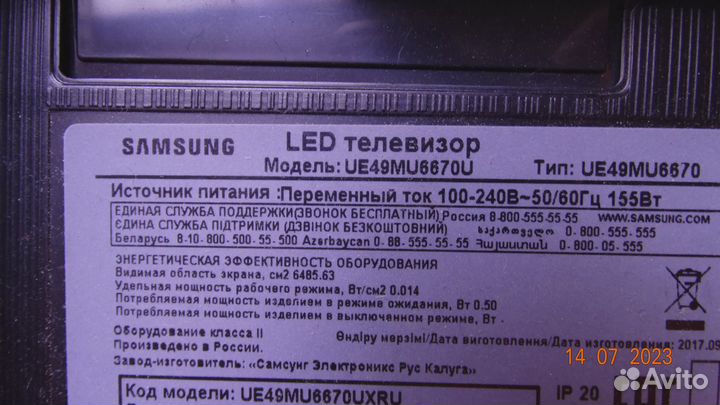 SAMSUNG LED телевизор
Модель: UE49MU6670U Тип: UE49MU6670
Источник питания :Переменный ток 100-240В~50/60Гц 155Вт
ЕДИНАЯ СЛУЖБА ПОДДЕРЖКИ(ЗВОНОК БЕСПЛАТНЫЙ) Россия 8-800-555-55-55 WWW.SAMSUNG.COM
ЄДИНА СЛУЖБА ПІДТРИМКИ (ДЗВІНОК БЕЗКОШТОВНИЙ) საქართველო 0-800-555-555
Беларусь 8-10-800-500-55-500 Azərbaycan 0-88-555-55-55 Հայաստան 0-800-05-555
ЭНЕРГЕТИЧЕСКАЯ ЭФФЕКТИВНОСТЬ ОБОРУДОВАНИЯ
Видимая область экрана, см2 6485.63
Удельная мощность рабочего режима, Вт/см2 0.014
Потребляемая мощность изделием в режиме ожидания, Вт 0.50
Потребляемая мощность изделием в выключенном режиме, Вт -
Оборудование класса II
Өндіру мерзімі/Дата виготовлення/Дата изготовления: 2017.09
Произведено в России.
Завод-изготовитель: «Самсунг Электроникс Рус Калуга»
14 07 2023
Код модели: UE49MU6670UXRU
IP 20
Avito